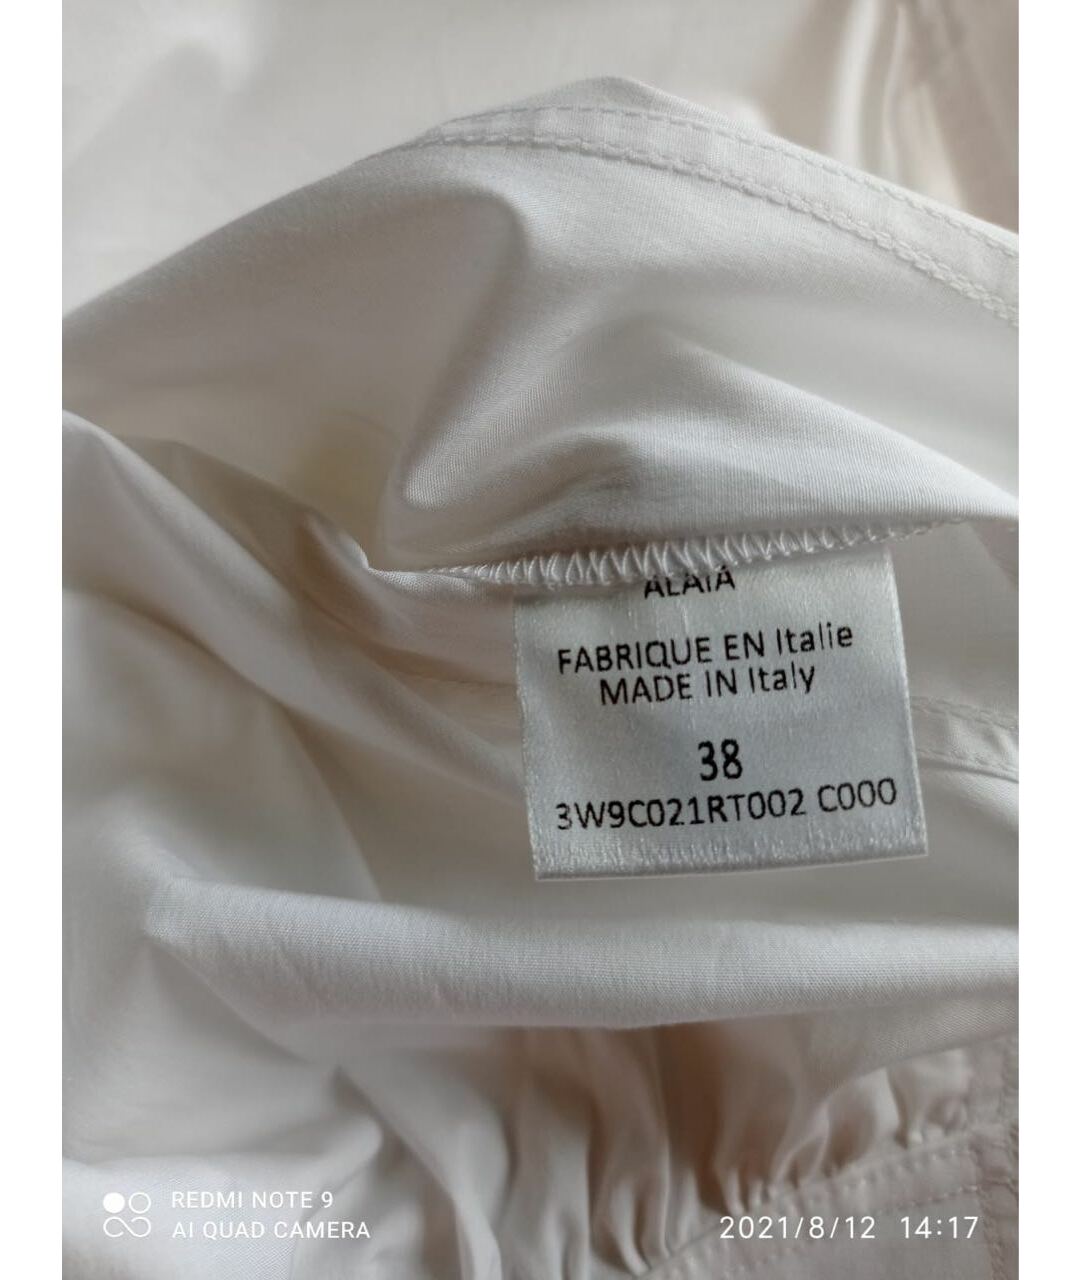 ALAIA
FABRIQUE EN Italie
MADE IN Italy
38
3W9C021RT002 C000
REDMI NOTE 9
AI QUAD CAMERA
2021/8/12 14:17